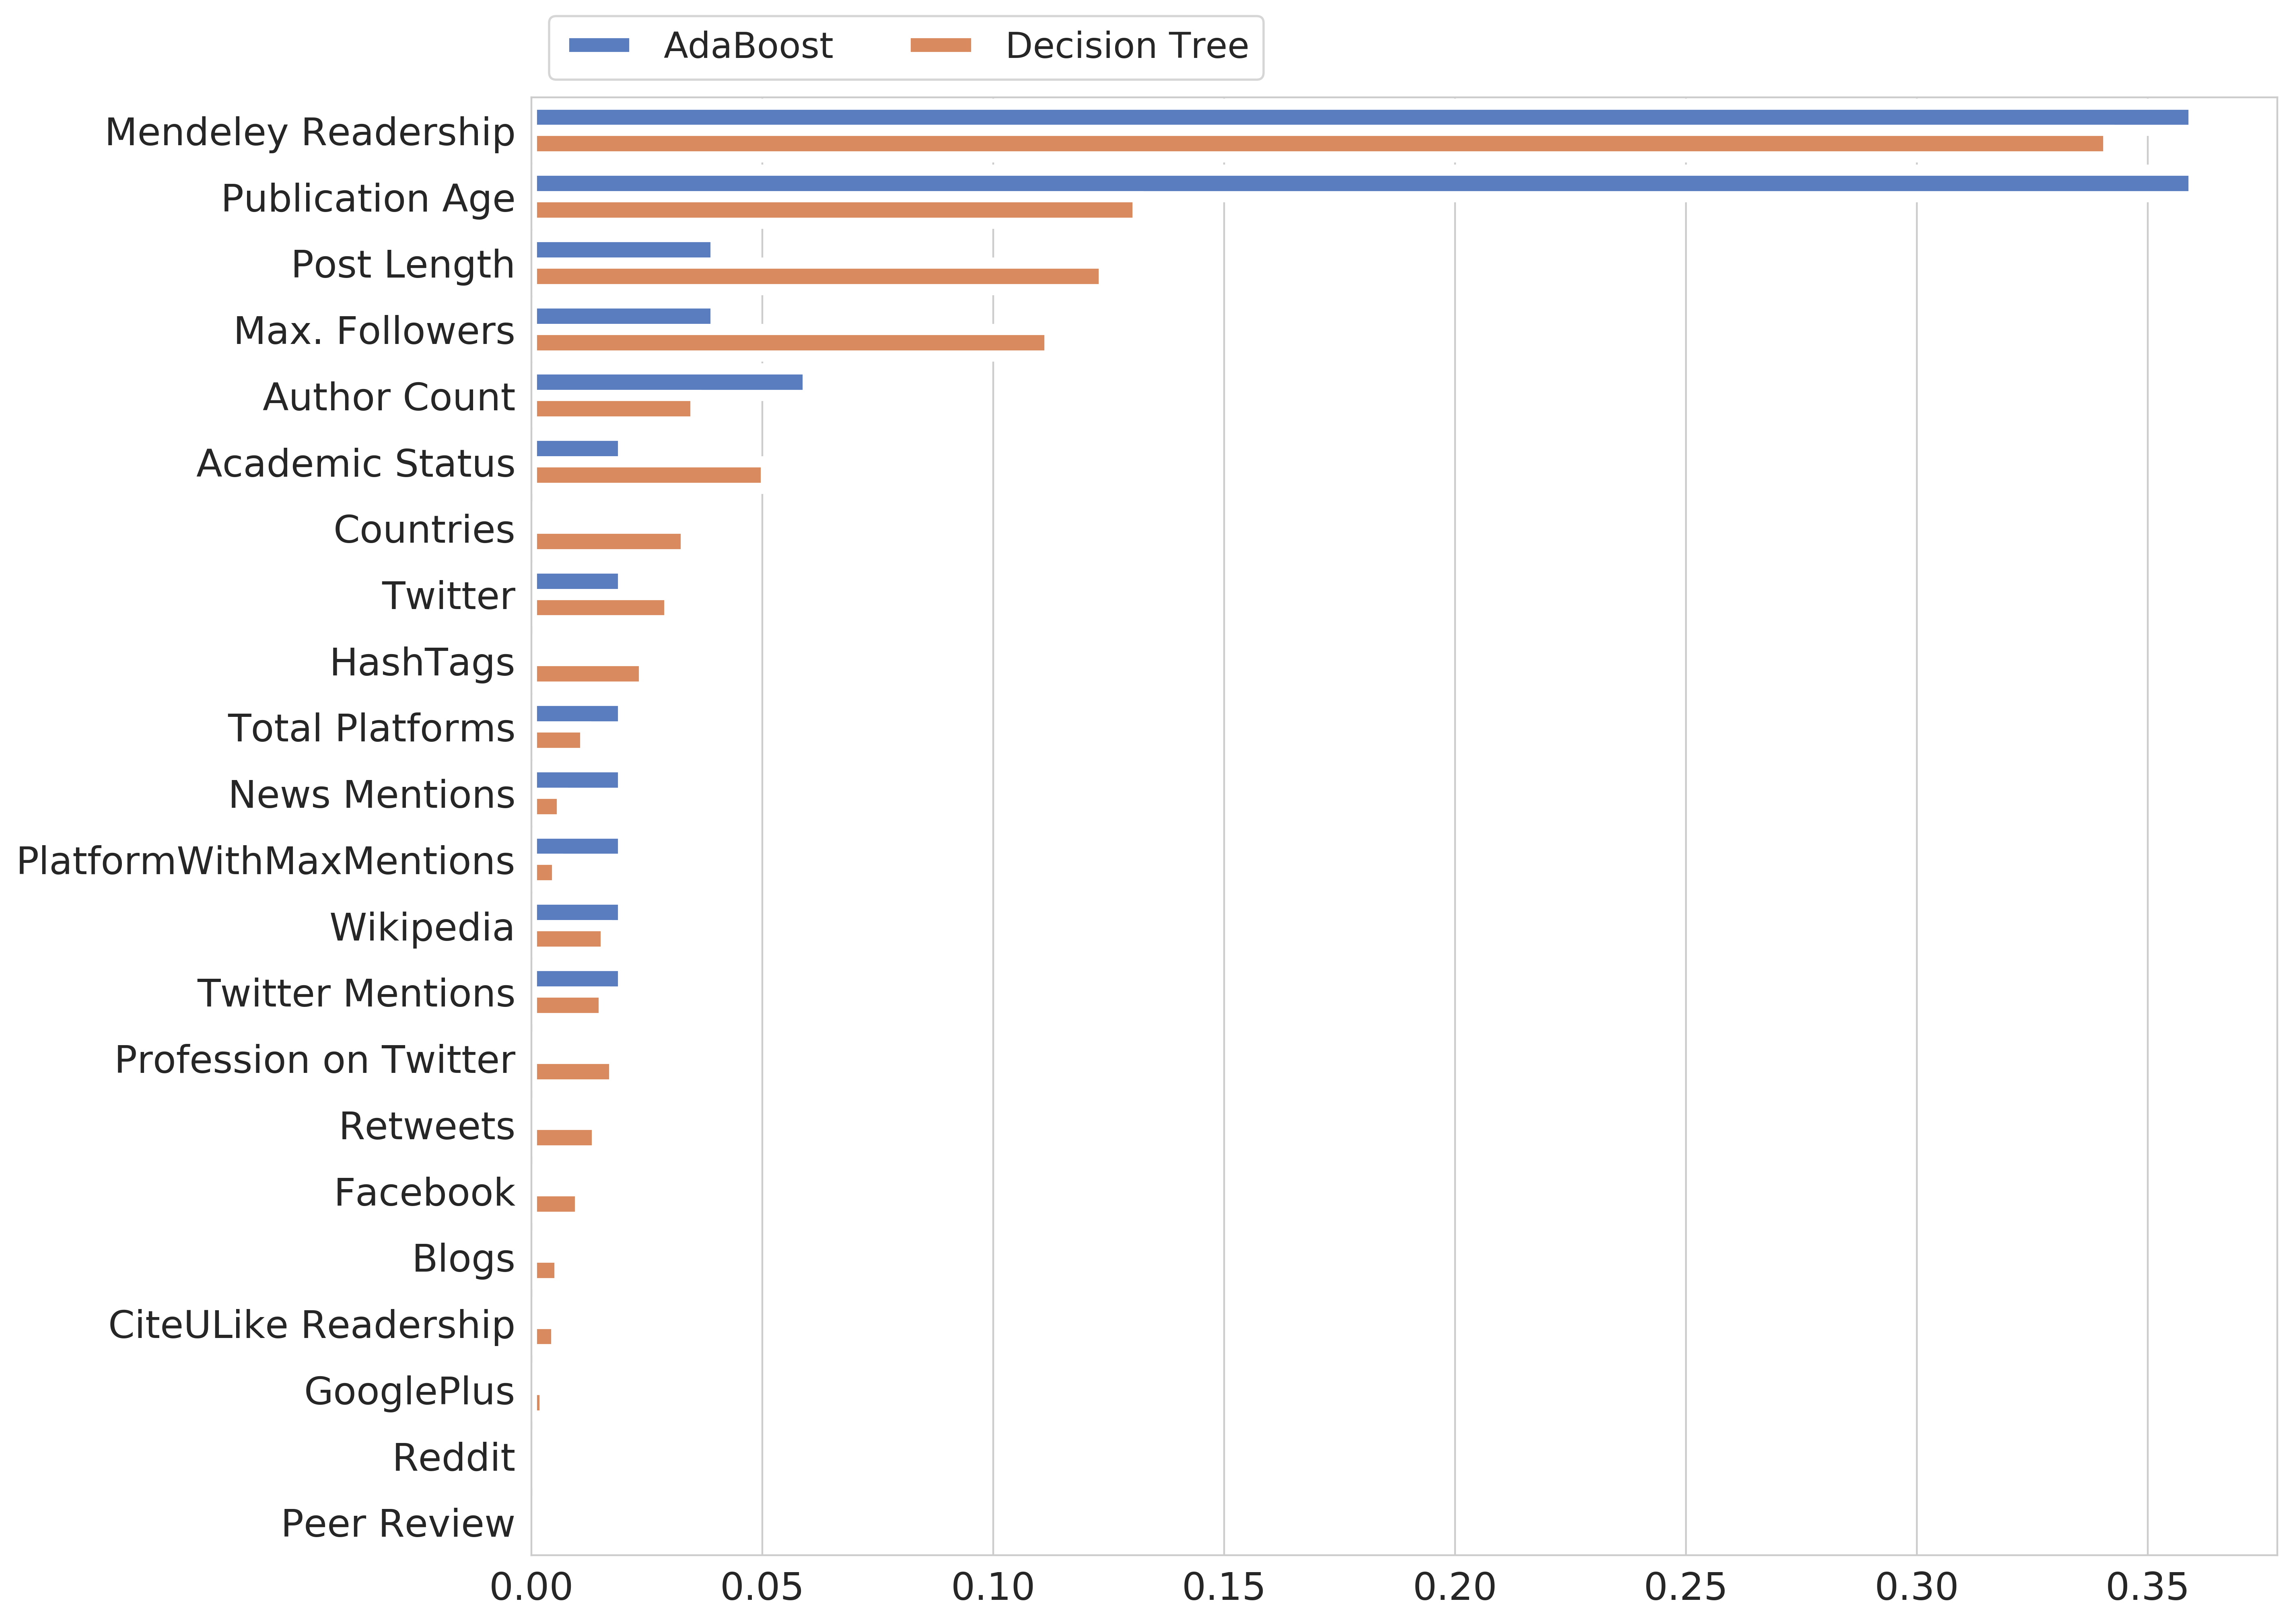 AdaBoost Decision Tree
Mendeley Readership
Publication Age
Post Length
Max. Followers
Author Count
Academic Status
Countries
Twitter
HashTags
Total Platforms
News Mentions
PlatformWithMaxMentions
Wikipedia
Twitter Mentions
Profession on Twitter
Retweets
Facebook
Blogs
CiteULike Readership
GooglePlus
Reddit
Peer Review
0.00 0.05 0.10 0.15 0.20 0.25 0.30 0.35